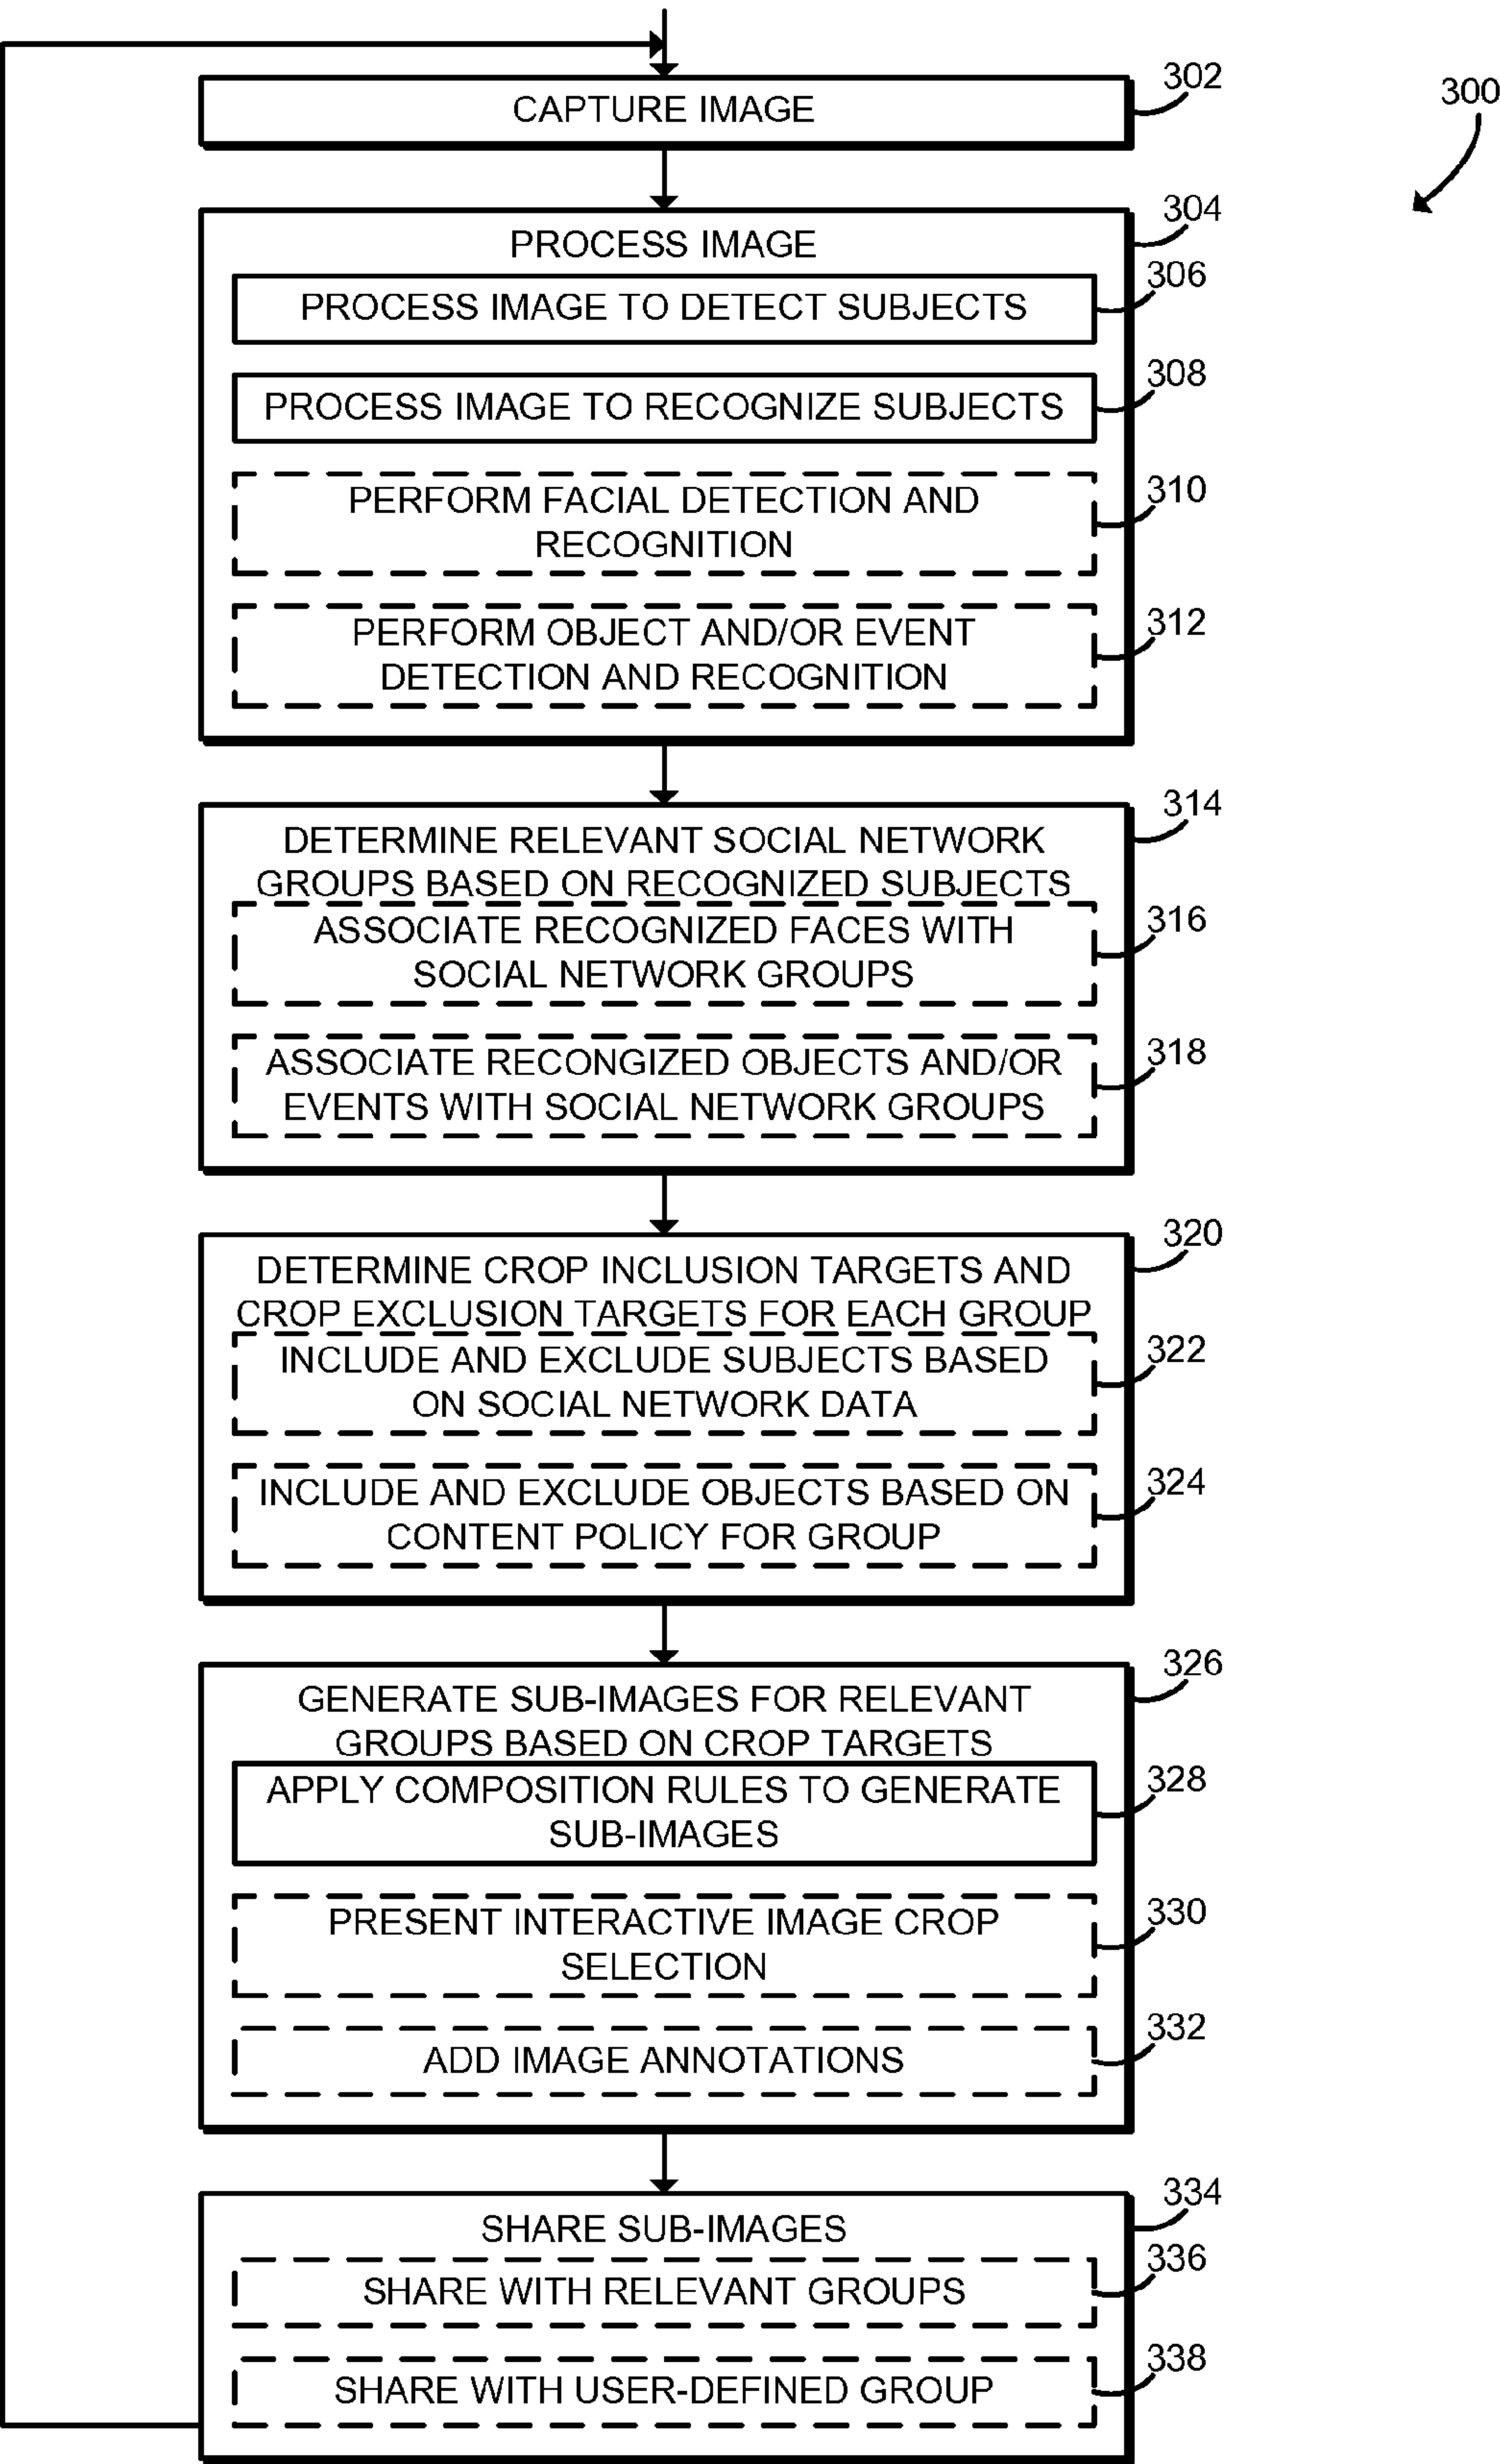 302
300
CAPTURE IMAGE
304
PROCESS IMAGE
306
PROCESS IMAGE TO DETECT SUBJECTS
308
PROCESS IMAGE TO RECOGNIZE SUBJECTS
310
PERFORM FACIAL DETECTION AND
RECOGNITION
312
PERFORM OBJECT AND/OR EVENT
DETECTION AND RECOGNITION
314
DETERMINE RELEVANT SOCIAL NETWORK
GROUPS BASED ON RECOGNIZED SUBJECTS
316
ASSOCIATE RECOGNIZED FACES WITH
SOCIAL NETWORK GROUPS
318
ASSOCIATE RECONGIZED OBJECTS AND/OR
EVENTS WITH SOCIAL NETWORK GROUPS
320
DETERMINE CROP INCLUSION TARGETS AND
CROP EXCLUSION TARGETS FOR EACH GROUP
322
INCLUDE AND EXCLUDE SUBJECTS BASED
ON SOCIAL NETWORK DATA
324
INCLUDE AND EXCLUDE OBJECTS BASED ON
CONTENT POLICY FOR GROUP
326
GENERATE SUB-IMAGES FOR RELEVANT
GROUPS BASED ON CROP TARGETS
328
APPLY COMPOSITION RULES TO GENERATE
SUB-IMAGES
330
PRESENT INTERACTIVE IMAGE CROP
SELECTION
332
ADD IMAGE ANNOTATIONS
334
SHARE SUB-IMAGES
336
SHARE WITH RELEVANT GROUPS
338
SHARE WITH USER-DEFINED GROUP